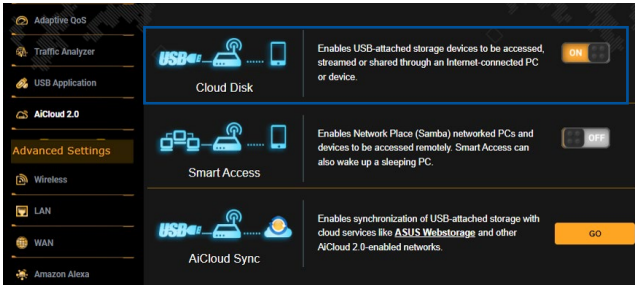 Adaptive QoS
Traffic Analyzer
USB Application
AiCloud 2.0
Advanced Settings
Wireless
LAN
WAN
Amazon Alexa
USB
Cloud Disk
Enables USB-attached storage devices to be accessed,
streamed or shared through an Internet-connected PC
or device.
ON
Smart Access
Enables Network Place (Samba) networked PCs and
devices to be accessed remotely. Smart Access can
also wake up a sleeping PC.
OFF
USB
AiCloud Sync
Enables synchronization of USB-attached storage with
cloud services like ASUS Webstorage and other
AiCloud 2.0-enabled networks.
GO